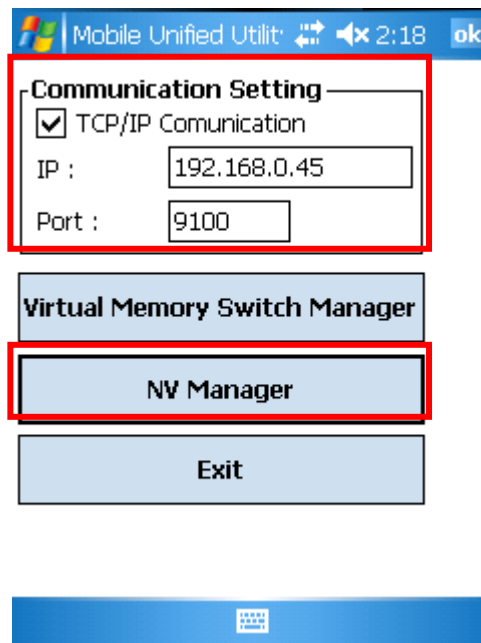 Mobile Unified Utilit 2:18 ok
Communication Setting
TCP/IP Comunication
IP : 192.168.0.45
Port : 9100
Virtual Memory Switch Manager
NV Manager
Exit